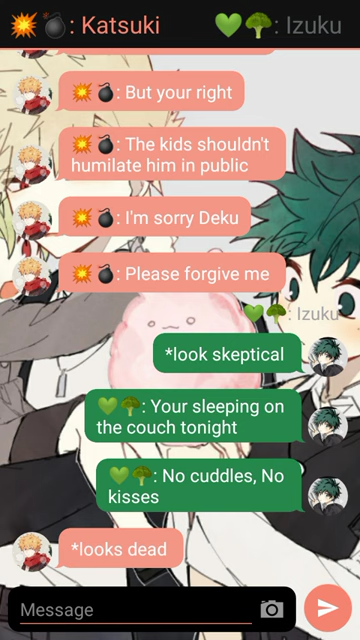 💥💣: Katsuki
💚🥦: Izuku
💥💣: But your right
💥💣: The kids shouldn't
humilate him in public
💥💣: I'm sorry Deku
💥💣: Please forgive me
💚🥦: Izuku
*look skeptical
💚🥦: Your sleeping on
the couch tonight
💚🥦: No cuddles, No
kisses
*looks dead
Message